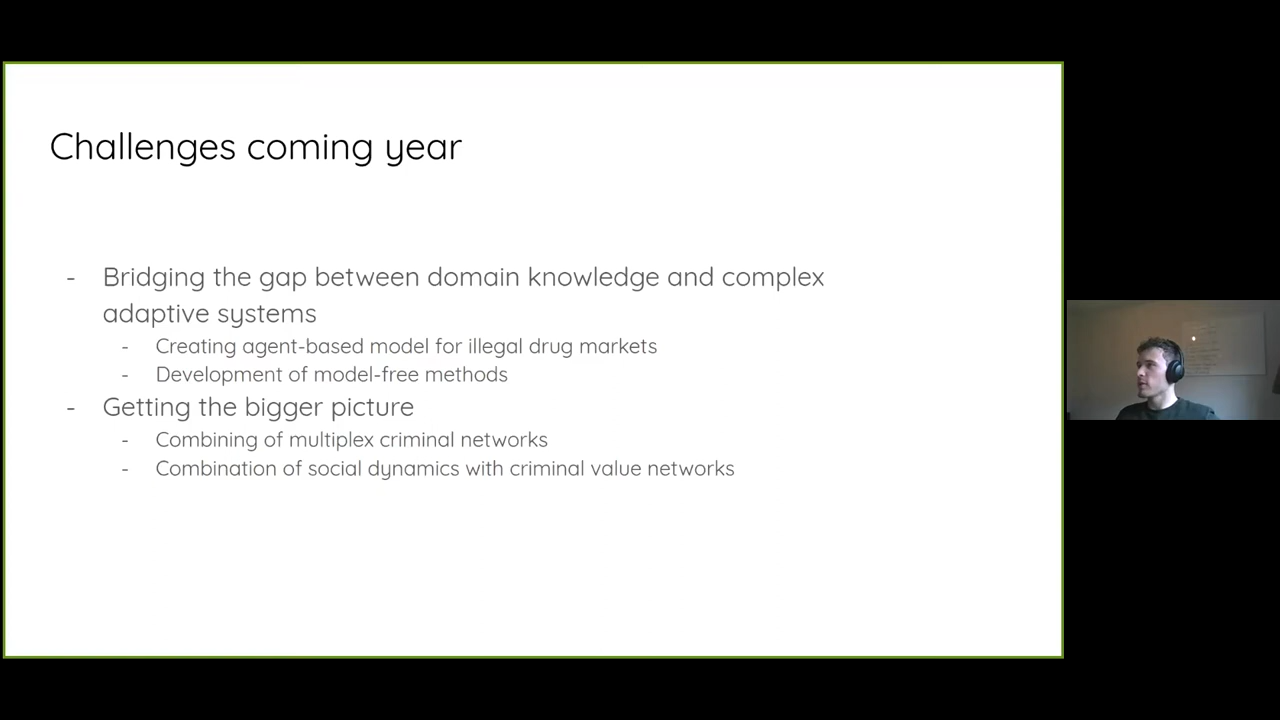 Challenges coming year
- Bridging the gap between domain knowledge and complex
adaptive systems
- Creating agent-based model for illegal drug markets
- Development of model-free methods
- Getting the bigger picture
- Combining of multiplex criminal networks
- Combination of social dynamics with criminal value networks